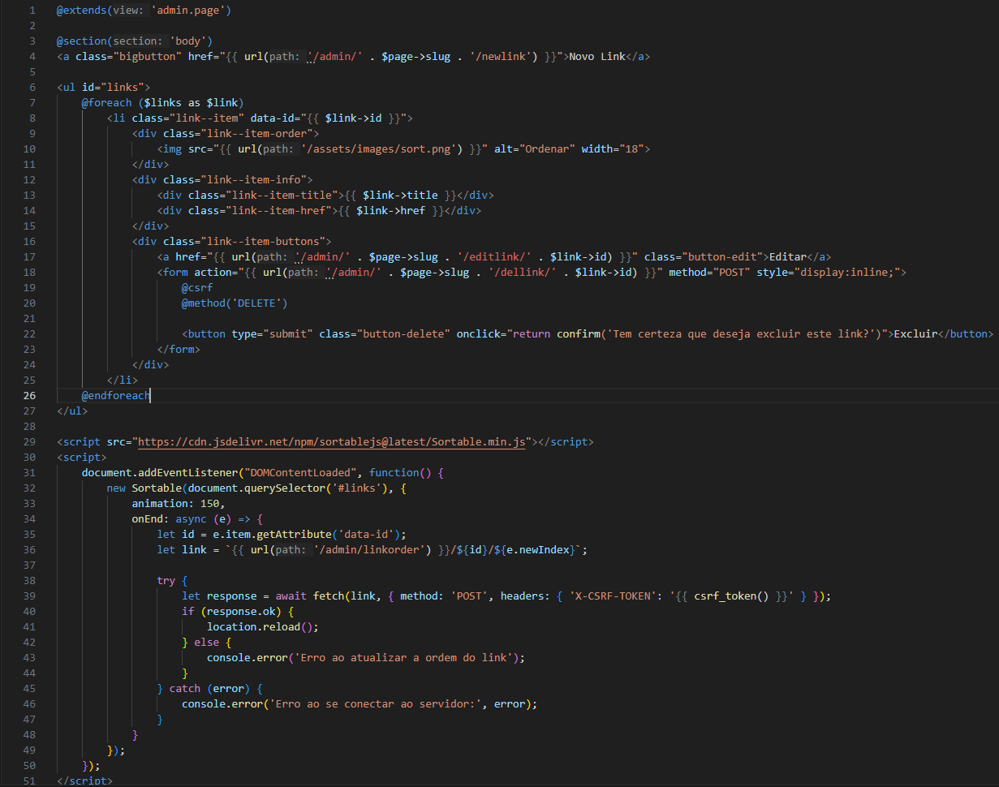 1 @extends(view: 'admin.page')
2
3 @section(section: 'body')
4 <a class="bigbutton" href="{{ url(path: '/admin/' . $page->slug . '/newlink') }}">Novo Link</a>
5
6 <ul id="links">
7     @foreach ($links as $link)
8         <li class="link--item" data-id="{{ $link->id }}">
9             <div class="link--item-order">
10                 <img src="{{ url(path: '/assets/images/sort.png') }}" alt="Ordenar" width="18">
11             </div>
12             <div class="link--item-info">
13                 <div class="link--item-title">{{ $link->title }}</div>
14                 <div class="link--item-href">{{ $link->href }}</div>
15             </div>
16             <div class="link--item-buttons">
17                 <a href="{{ url(path: '/admin/' . $page->slug . '/editlink/' . $link->id) }}" class="button-edit">Editar</a>
18                 <form action="{{ url(path: '/admin/' . $page->slug . '/dellink/' . $link->id) }}" method="POST" style="display:inline;">
19                     @csrf
20                     @method('DELETE')
21
22                     <button type="submit" class="button-delete" onclick="return confirm('Tem certeza que deseja excluir este link?')">Excluir</button>
23                 </form>
24             </div>
25         </li>
26     @endforeach
27 </ul>
28
29 <script src="https://cdn.jsdelivr.net/npm/sortablejs@latest/Sortable.min.js"></script>
30 <script>
31     document.addEventListener("DOMContentLoaded", function() {
32         new Sortable(document.querySelector('#links'), {
33             animation: 150,
34             onEnd: async (e) => {
35                 let id = e.item.getAttribute('data-id');
36                 let link = `{{ url(path: '/admin/linkorder') }}/${id}/${e.newIndex}`;
37
38                 try {
39                     let response = await fetch(link, { method: 'POST', headers: { 'X-CSRF-TOKEN': '{{ csrf_token() }}' } });
40                     if (response.ok) {
41                         location.reload();
42                     } else {
43                         console.error('Erro ao atualizar a ordem do link');
44                     }
45                 } catch (error) {
46                     console.error('Erro ao se conectar ao servidor:', error);
47                 }
48             }
49         });
50     });
51 </script>